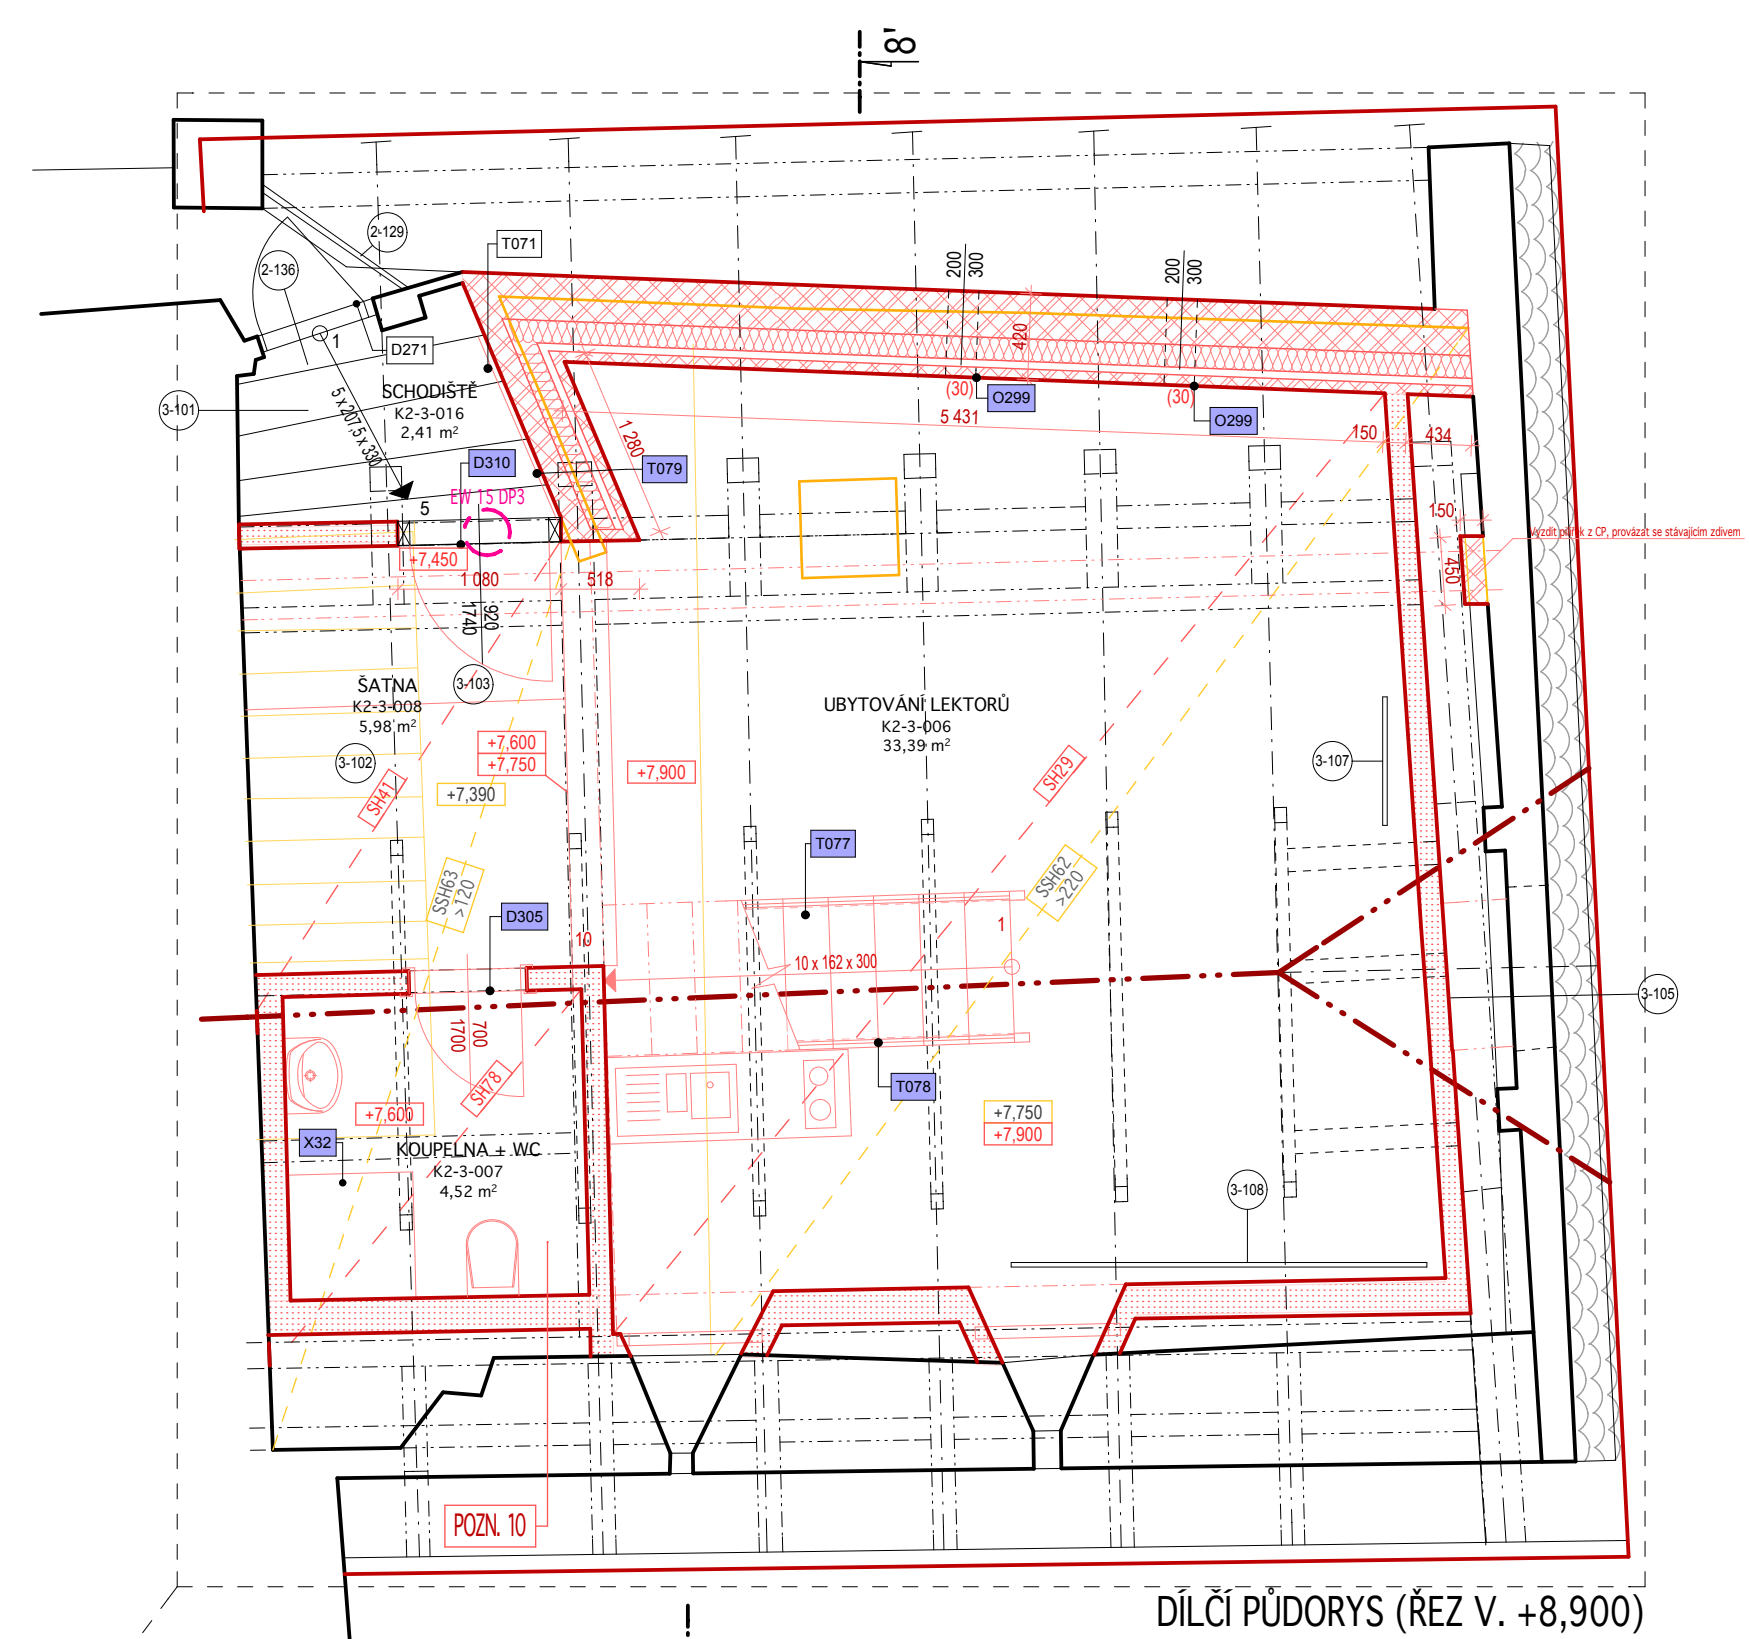 8'
2-129
T071
2-136
200
300
200
300
1
D271
420
SCHODIŠTĚ
K2-3-016
2,41 m²
3-101
5 x 207,5 x 330
(30)
O299
(30)
O299
5 431
1 280
150
434
D310
T079
EW 15 DP3
5
150
Vyzdít pilířek z CP, provázat se stávajícím zdivem
+7,450
1 080
518
450
920
1740
ŠATNA
K2-3-008
5,98 m²
3-103
UBYTOVÁNÍ LEKTORŮ
K2-3-006
33,39 m²
3-102
+7,600
+7,750
+7,900
3-107
SH41
+7,390
SH29
T077
SSH63
>120
SSH62
>220
D305
10
1
10 x 162 x 300
3-105
700
1700
SH78
T078
+7,600
+7,750
+7,900
X32
KOUPELNA + WC
K2-3-007
4,52 m²
3-108
POZN. 10
DÍLČÍ PŮDORYS (ŘEZ V. +8,900)